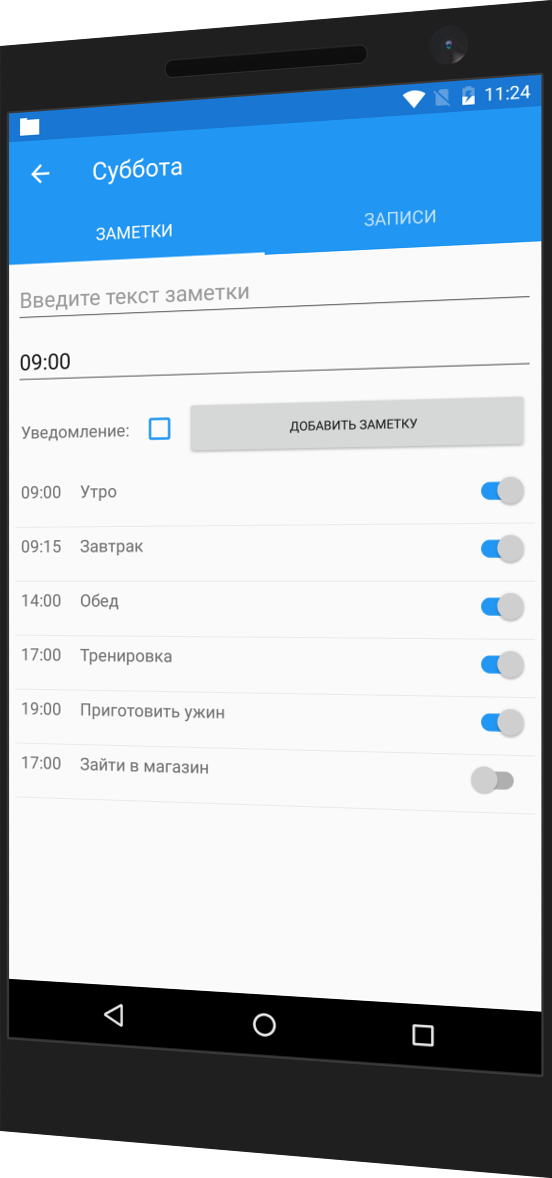 11:24
Суббота
ЗАМЕТКИ ЗАПИСИ
Введите текст заметки
09:00
Уведомление: ДОБАВИТЬ ЗАМЕТКУ
09:00 Утро
09:15 Завтрак
14:00 Обед
17:00 Тренировка
19:00 Приготовить ужин
17:00 Зайти в магазин